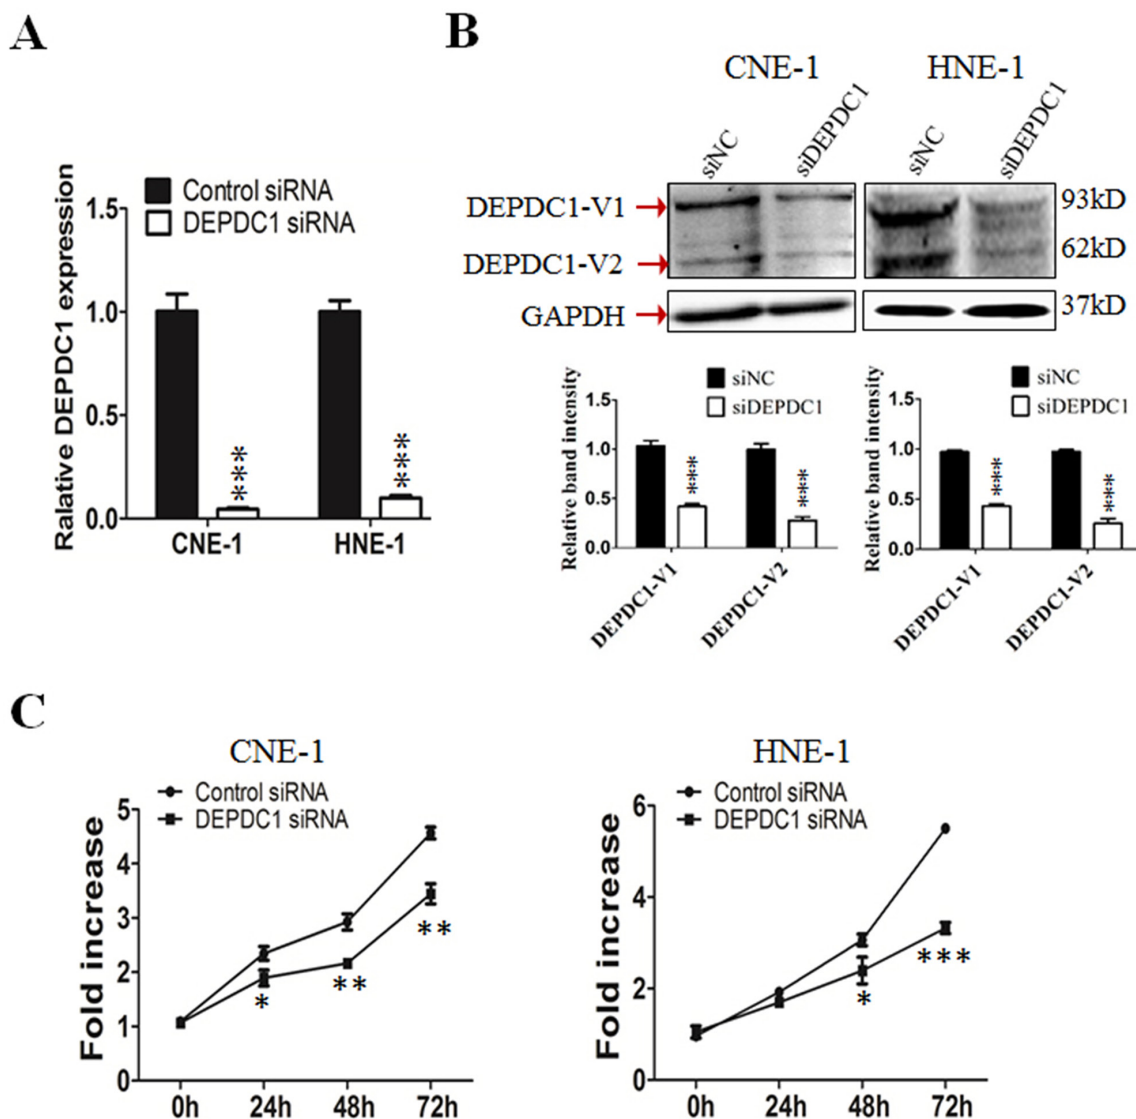 A
Control siRNA
DEPDC1 siRNA
Ralative DEPDC1 expression
1.5
1.0
0.5
0.0
***
***
CNE-1
HNE-1
B
CNE-1
HNE-1
siNC
siDEPDC1
siNC
siDEPDC1
DEPDC1-V1
93kD
DEPDC1-V2
62kD
GAPDH
37kD
siNC
siDEPDC1
Relative band intensity
1.5
1.0
0.5
0.0
***
***
DEPDC1-V1
DEPDC1-V2
siNC
siDEPDC1
Relative band intensity
1.5
1.0
0.5
0.0
***
***
DEPDC1-V1
DEPDC1-V2
C
CNE-1
Control siRNA
DEPDC1 siRNA
Fold increase
5
4
3
2
1
0
*
**
**
0h
24h
48h
72h
HNE-1
Control siRNA
DEPDC1 siRNA
Fold increase
6
4
2
0
*
***
0h
24h
48h
72h